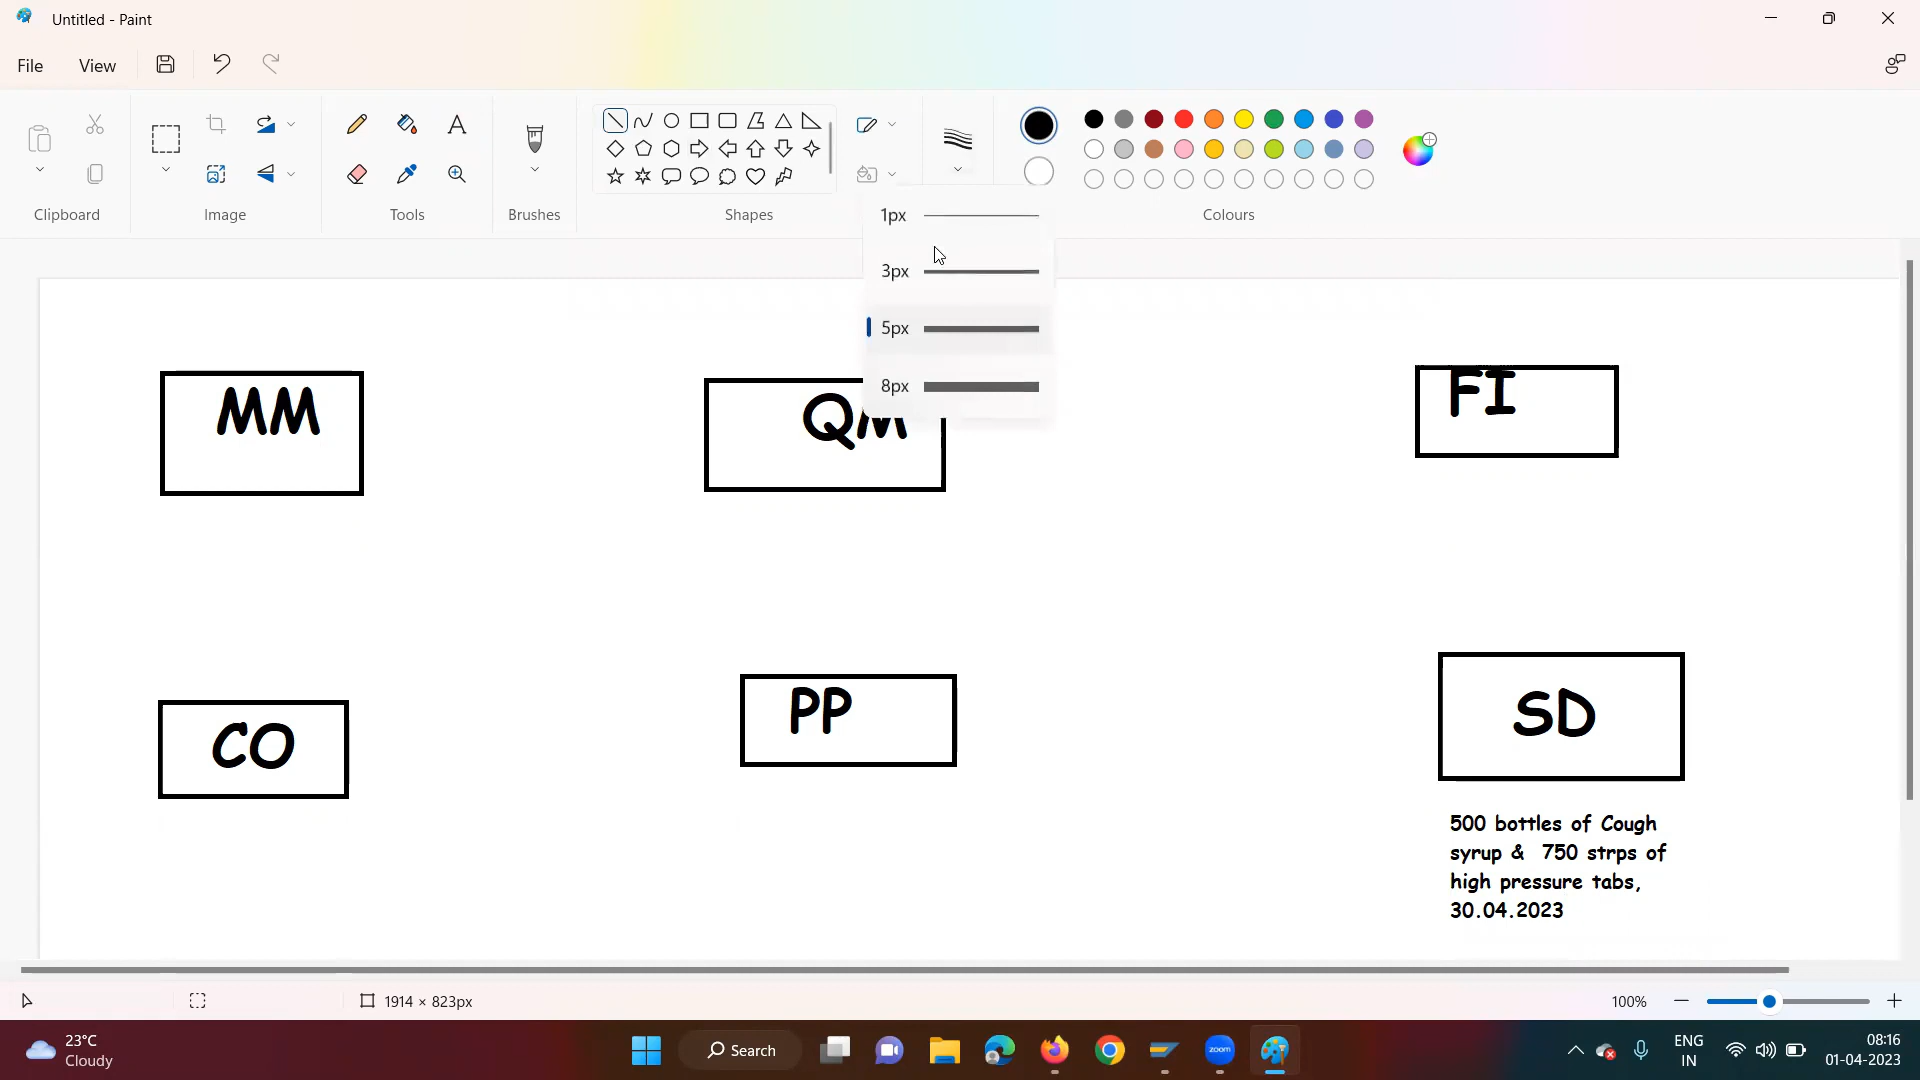 Untitled - Paint
File View
Clipboard
Image
Tools
Brushes
Shapes
Colours
1px
3px
5px
8px
MM
QM
FI
CO
PP
SD
500 bottles of Cough
syrup & 750 strps of
high pressure tabs,
30.04.2023
1914 × 823px
100%
23°C
Cloudy
Search
zoom
ENG
IN
08:16
01-04-2023